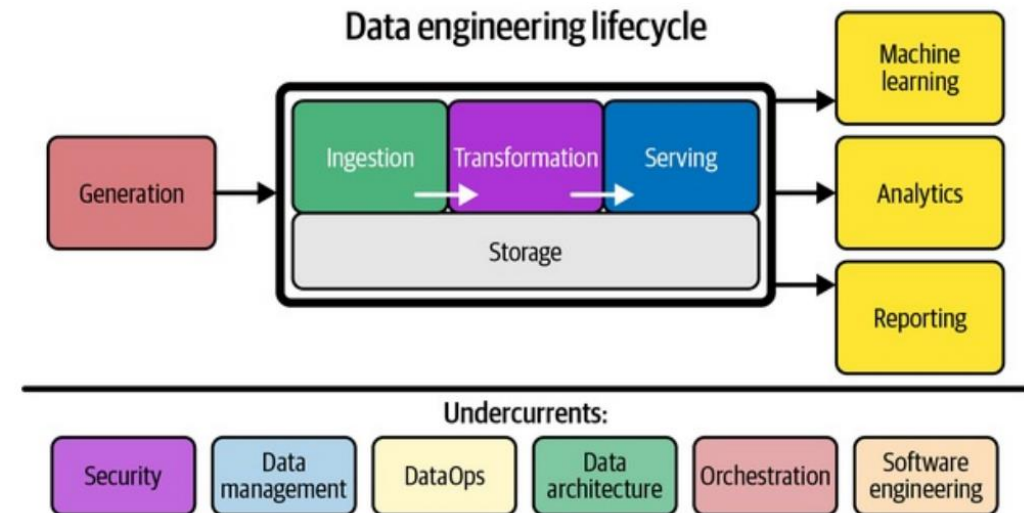 Data engineering lifecycle
Generation
Ingestion
Transformation
Serving
Storage
Machine
learning
Analytics
Reporting
Undercurrents:
Security
Data
management
DataOps
Data
architecture
Orchestration
Software
engineering